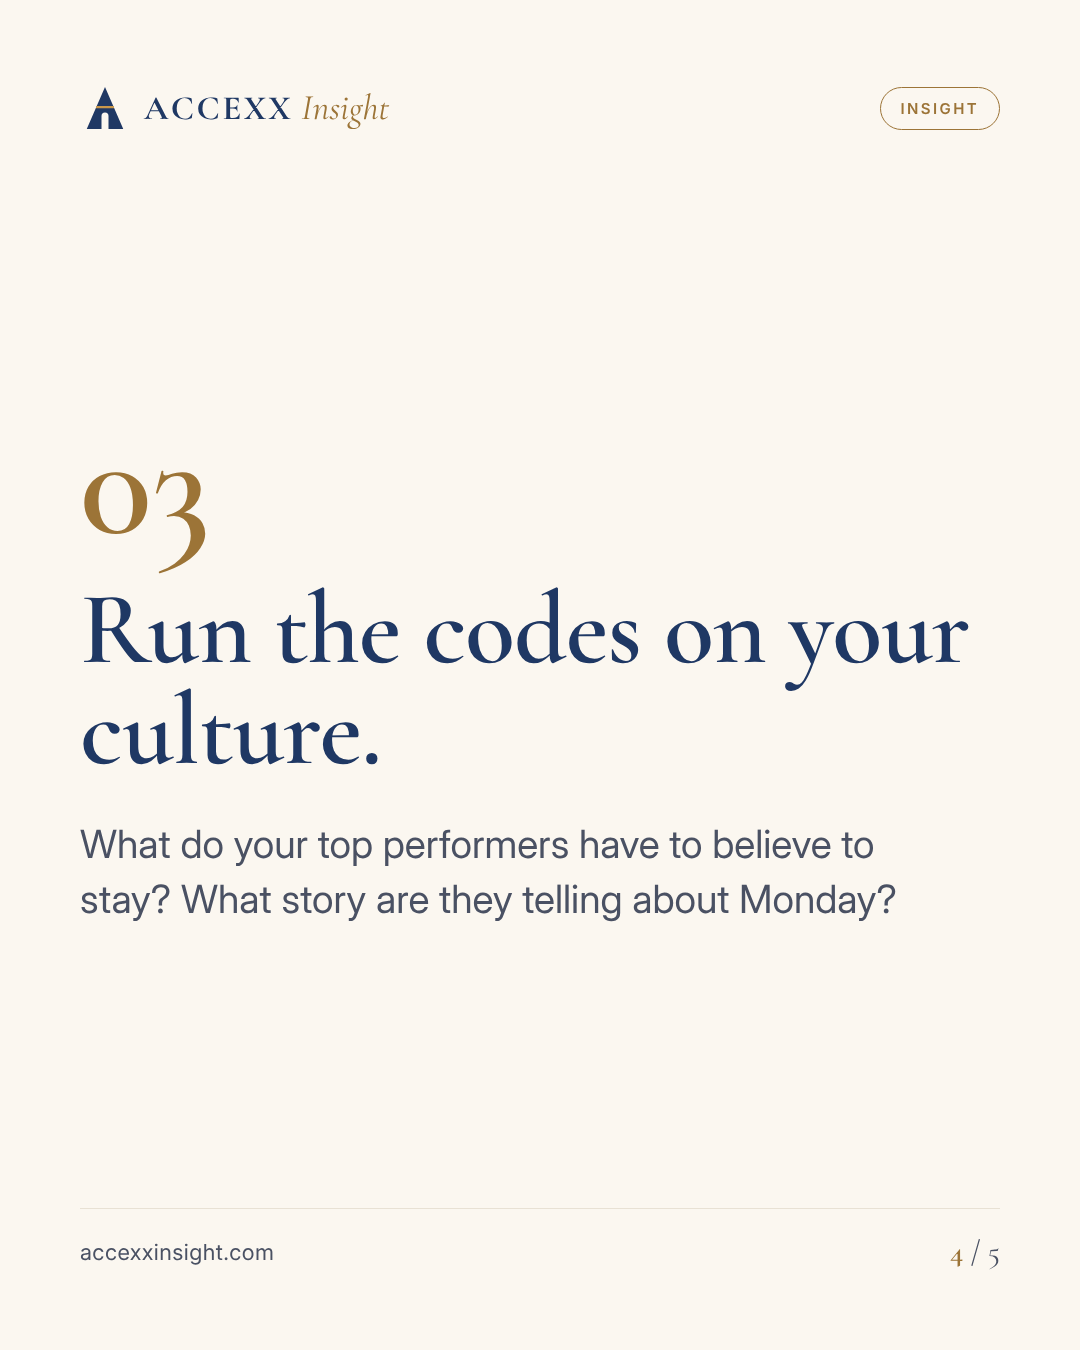 ACCEXX Insight
INSIGHT
03
Run the codes on your
culture.
What do your top performers have to believe to
stay? What story are they telling about Monday?
accexxinsight.com
4 / 5